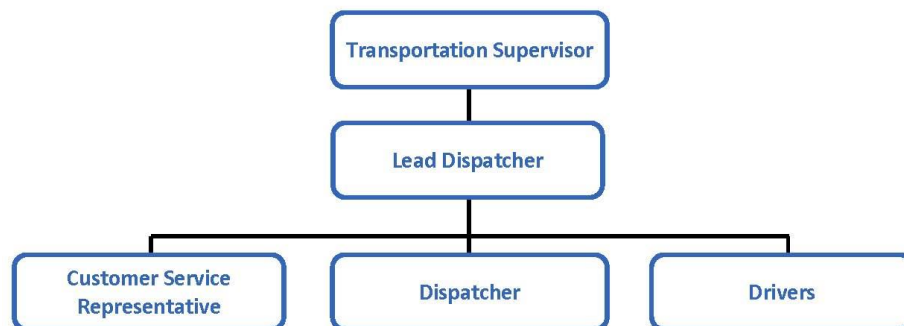 Transportation Supervisor
Lead Dispatcher
Customer Service
Representative
Dispatcher
Drivers